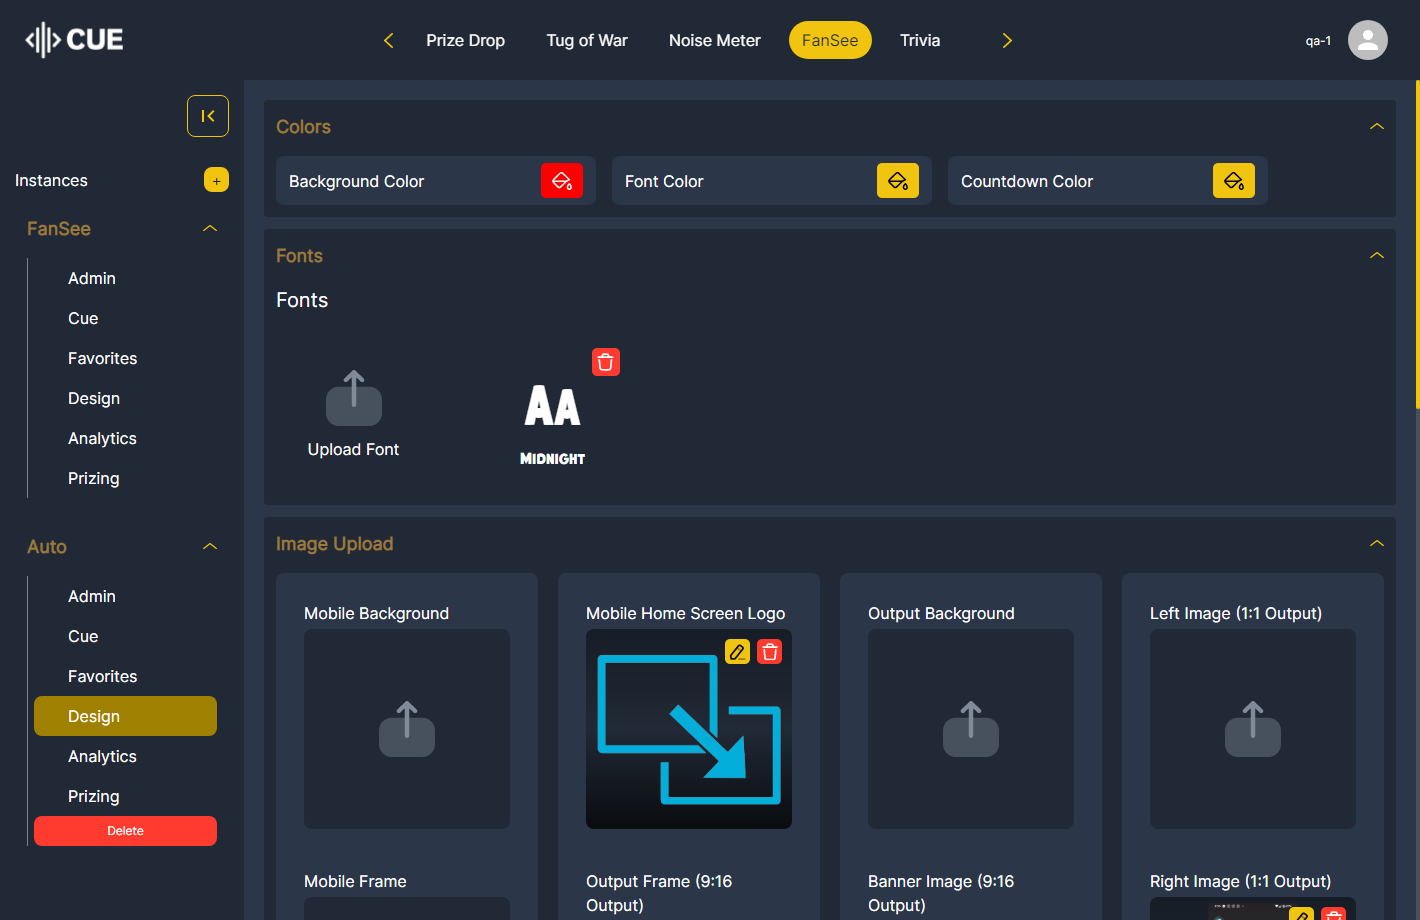 CUE
Prize Drop
Tug of War
Noise Meter
FanSee
Trivia
qa-1
Instances
+
FanSee
Admin
Cue
Favorites
Design
Analytics
Prizing
Auto
Admin
Cue
Favorites
Design
Analytics
Prizing
Delete
Colors
Background Color
Font Color
Countdown Color
Fonts
Fonts
Upload Font
AA
MIDNIGHT
Image Upload
Mobile Background
Mobile Home Screen Logo
Output Background
Left Image (1:1 Output)
Mobile Frame
Output Frame (9:16
Output)
Banner Image (9:16
Output)
Right Image (1:1 Output)